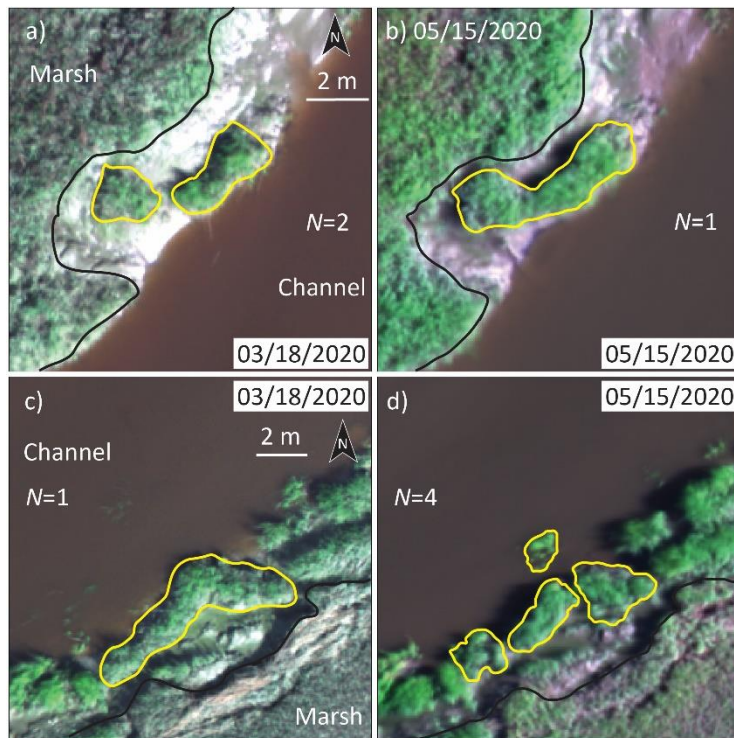 a)
N
Marsh
2 m
N=2
Channel
03/18/2020
b) 05/15/2020
N=1
05/15/2020
c)
03/18/2020
Channel
2 m
N
N=1
Marsh
d)
05/15/2020
N=4